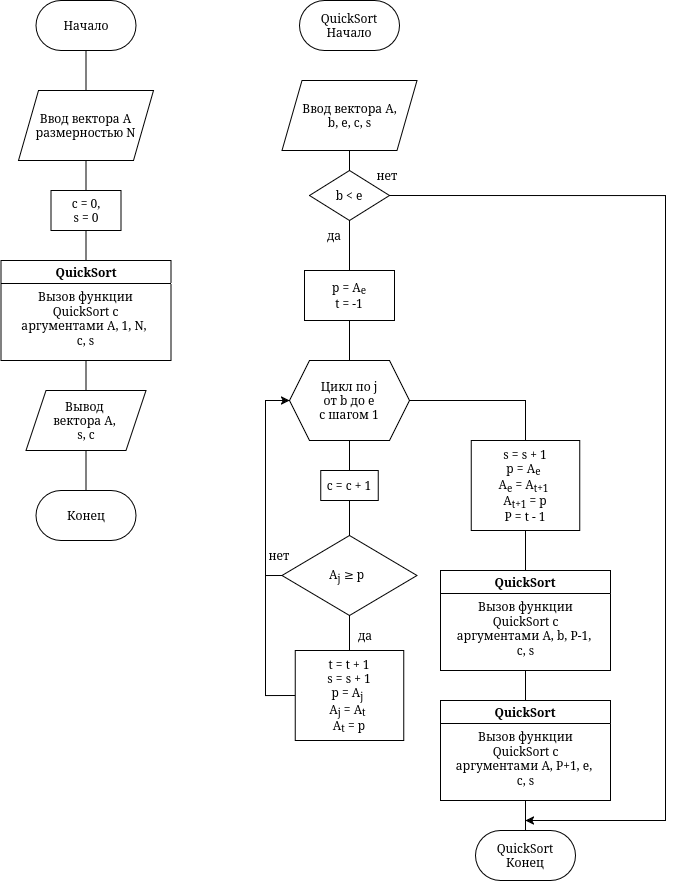 Начало
Ввод вектора A
размерностью N
c = 0,
s = 0
QuickSort
Вызов функции
QuickSort с
аргументами A, 1, N,
c, s
Вывод
вектора A,
s, c
Конец
QuickSort
Начало
Ввод вектора A,
b, e, c, s
b < e
нет
да
p = Ae
t = -1
Цикл по j
от b до e
с шагом 1
c = c + 1
Aj ≥ p
нет
да
t = t + 1
s = s + 1
p = Aj
Aj = At
At = p
s = s + 1
p = Ae
Ae = At+1
At+1 = p
P = t - 1
QuickSort
Вызов функции
QuickSort с
аргументами A, b, P-1,
c, s
QuickSort
Вызов функции
QuickSort с
аргументами A, P+1, e,
c, s
QuickSort
Конец